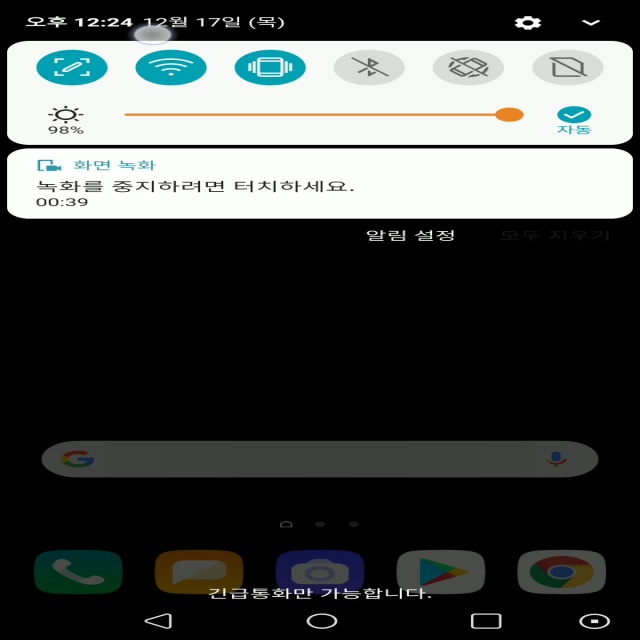 오후 12:24 12월 17일 (목)
98%
자동
화면 녹화
녹화를 중지하려면 터치하세요.
00:39
알림 설정 모두 지우기
긴급통화만 가능합니다.